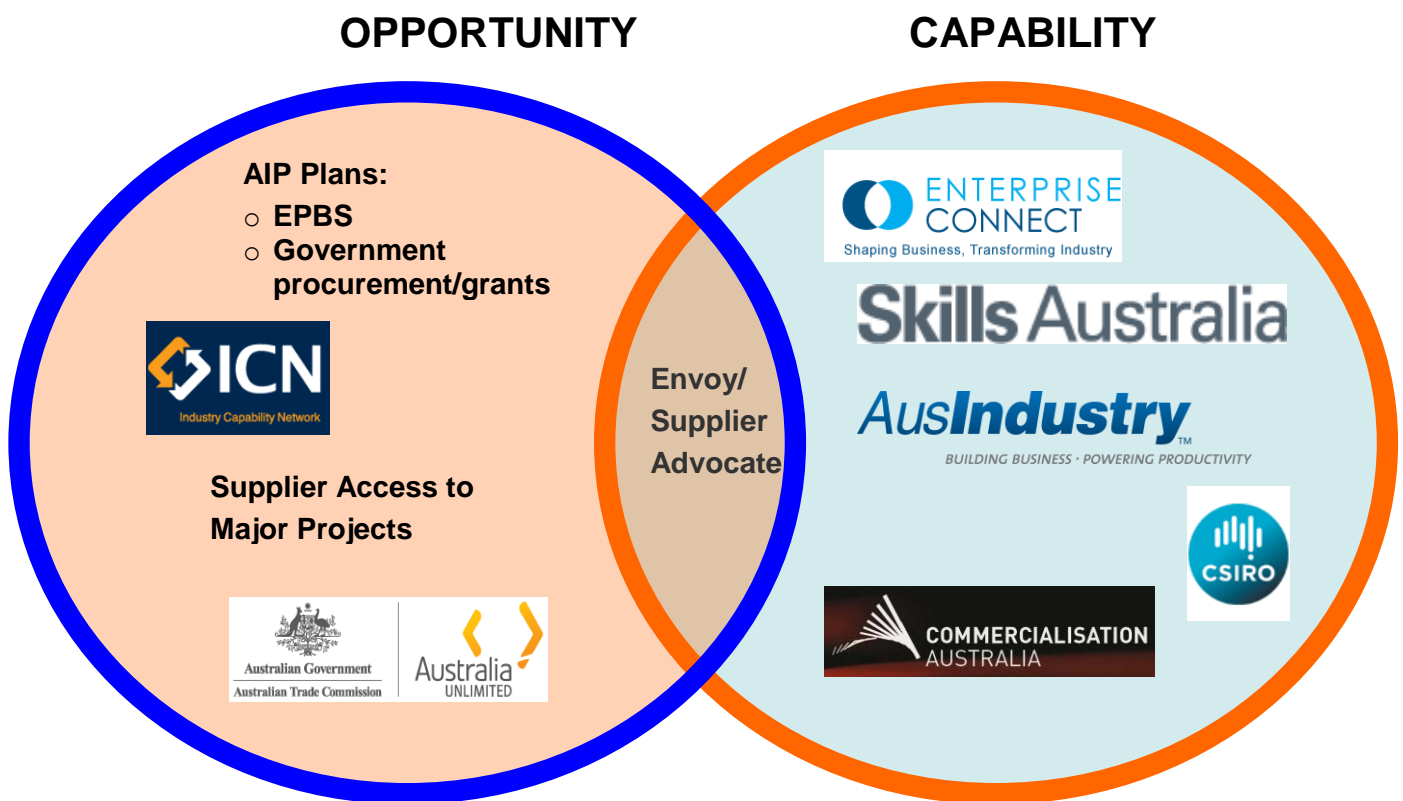 OPPORTUNITY
CAPABILITY
AIP Plans:
o EPBS
o Government
procurement/grants
ICN
Industry Capability Network
Supplier Access to
Major Projects
Australian Government
Australian Trade Commission
Australia
UNLIMITED
Envoy/
Supplier
Advocate
ENTERPRISE
CONNECT
Shaping Business, Transforming Industry
Skills Australia
AusIndustry™
BUILDING BUSINESS · POWERING PRODUCTIVITY
CSIRO
COMMERCIALISATION
AUSTRALIA